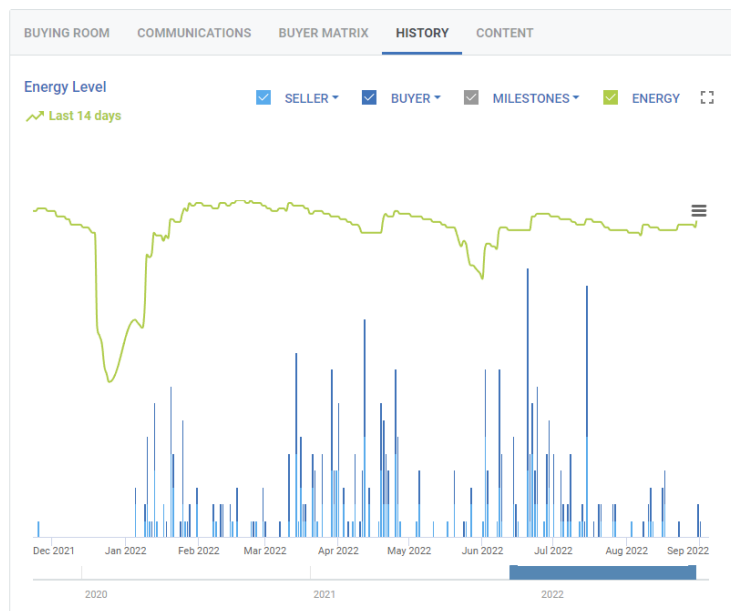 BUYING ROOM COMMUNICATIONS BUYER MATRIX HISTORY CONTENT
Energy Level
SELLER BUYER MILESTONES ENERGY
Last 14 days
Dec 2021 Jan 2022 Feb 2022 Mar 2022 Apr 2022 May 2022 Jun 2022 Jul 2022 Aug 2022 Sep 2022
2020 2021 2022